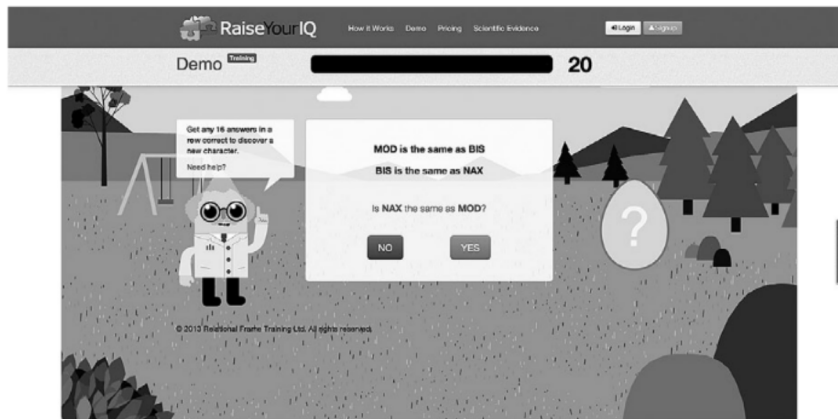 RaiseYourIQ
How it Works Demo Pricing Scientific Evidence
Login
Signup
Demo Training
20
Get any 16 answers in a
row correct to discover a
new character.
Need help?
MOD is the same as BIS
BIS is the same as NAX
Is NAX the same as MOD?
NO
YES
?
© 2013 Relational Frame Training Ltd. All rights reserved.